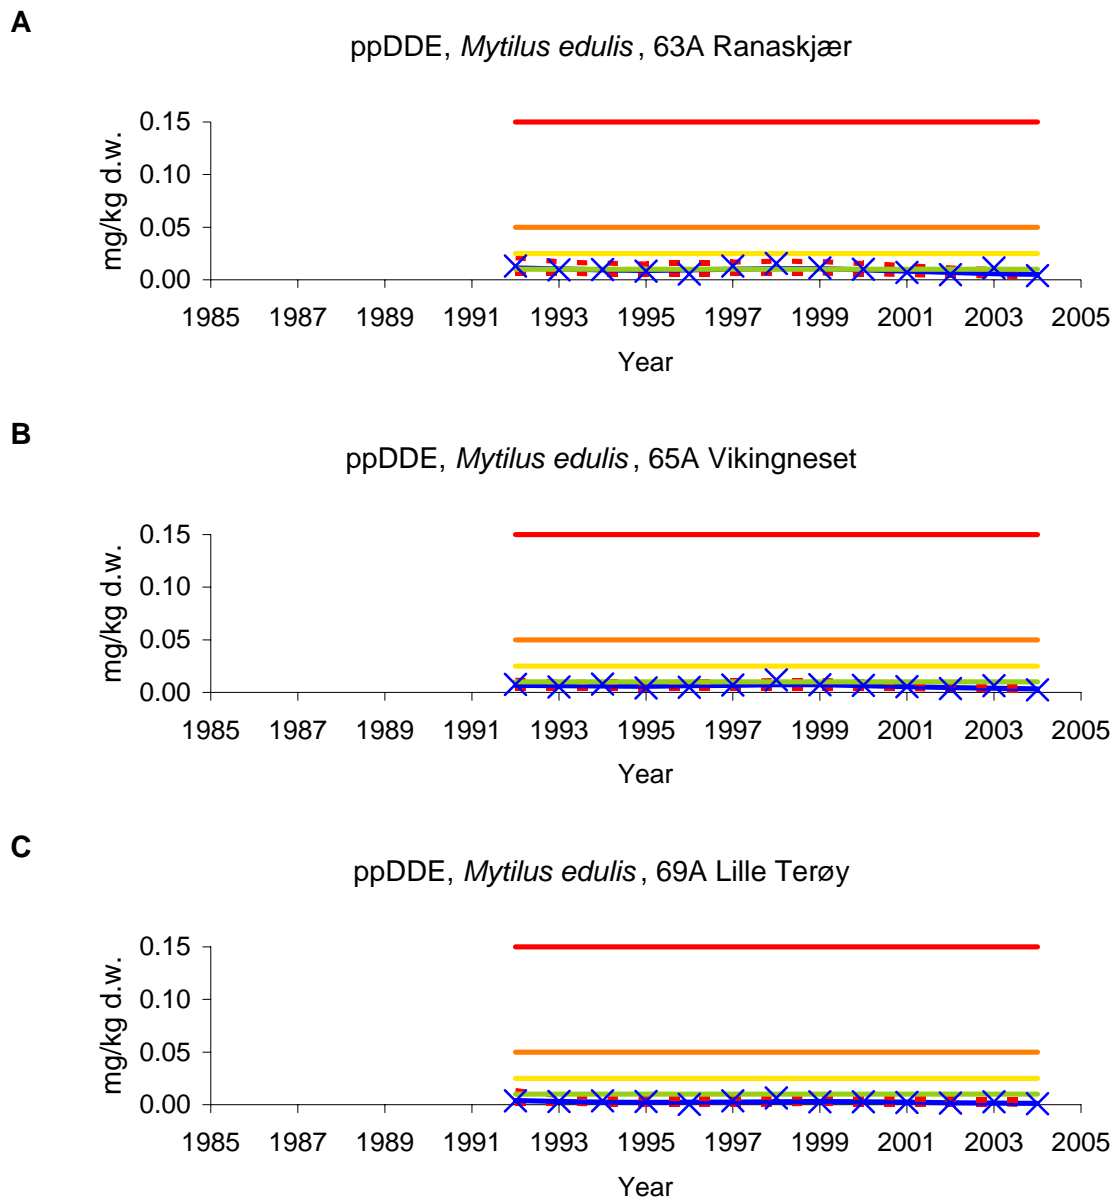 A
ppDDE, Mytilus edulis, 63A Ranaskjær
mg/kg d.w.
0.15
0.10
0.05
0.00
1985 1987 1989 1991 1993 1995 1997 1999 2001 2003 2005
Year
B
ppDDE, Mytilus edulis, 65A Vikingneset
mg/kg d.w.
0.15
0.10
0.05
0.00
1985 1987 1989 1991 1993 1995 1997 1999 2001 2003 2005
Year
C
ppDDE, Mytilus edulis, 69A Lille Terøy
mg/kg d.w.
0.15
0.10
0.05
0.00
1985 1987 1989 1991 1993 1995 1997 1999 2001 2003 2005
Year